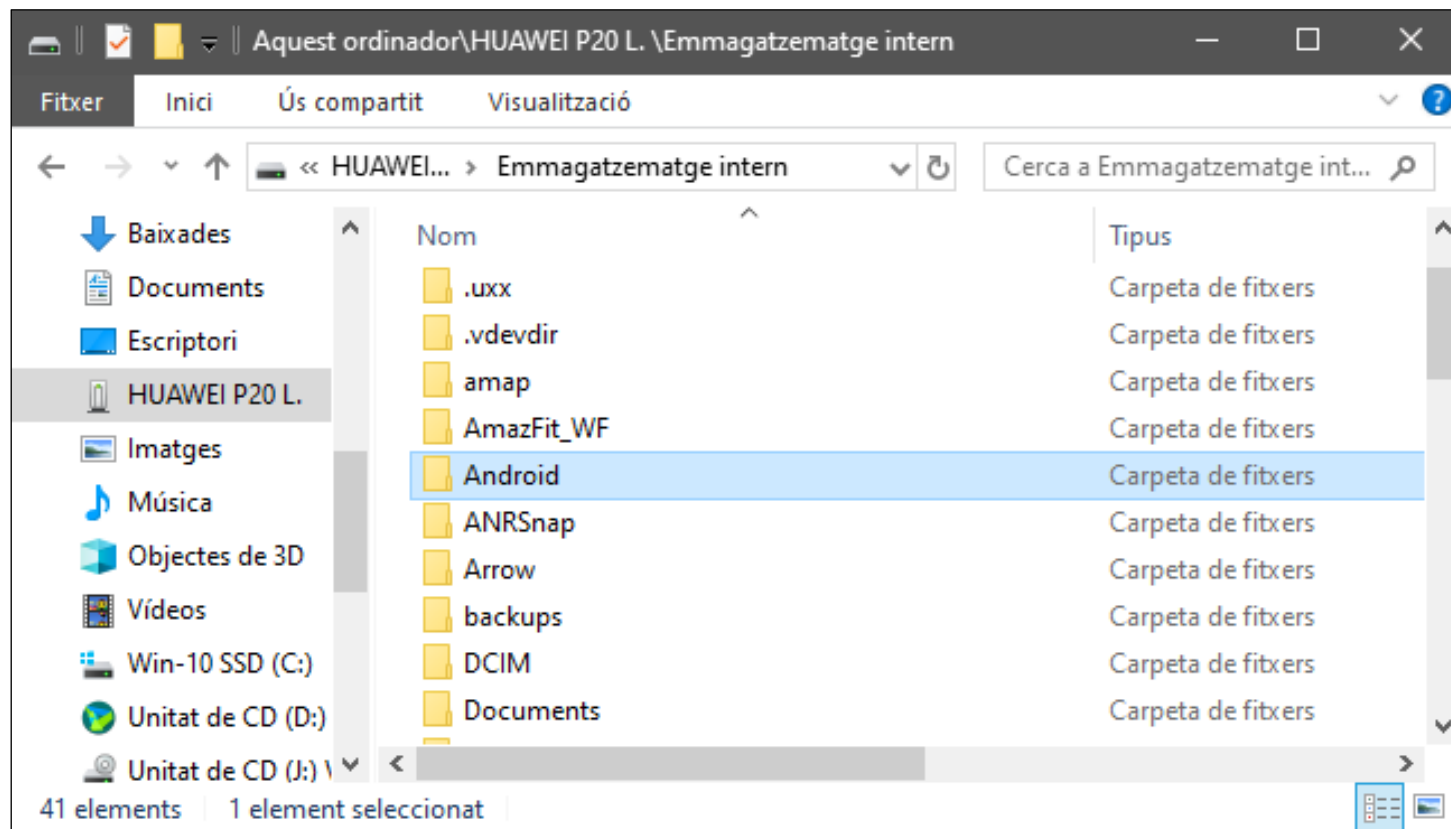 Aquest ordinador\HUAWEI P20 L. \Emmagatzematge intern
Fitxer Inici Ús compartit Visualització
« HUAWEI... › Emmagatzematge intern Cerca a Emmagatzematge int...
Baixades
Documents
Escriptori
HUAWEI P20 L.
Imatges
Música
Objectes de 3D
Vídeos
Win-10 SSD (C:)
Unitat de CD (D:)
Unitat de CD (J:)
Nom Tipus
.uxx Carpeta de fitxers
.vdevdir Carpeta de fitxers
amap Carpeta de fitxers
AmazFit_WF Carpeta de fitxers
Android Carpeta de fitxers
ANRSnap Carpeta de fitxers
Arrow Carpeta de fitxers
backups Carpeta de fitxers
DCIM Carpeta de fitxers
Documents Carpeta de fitxers
41 elements 1 element seleccionat